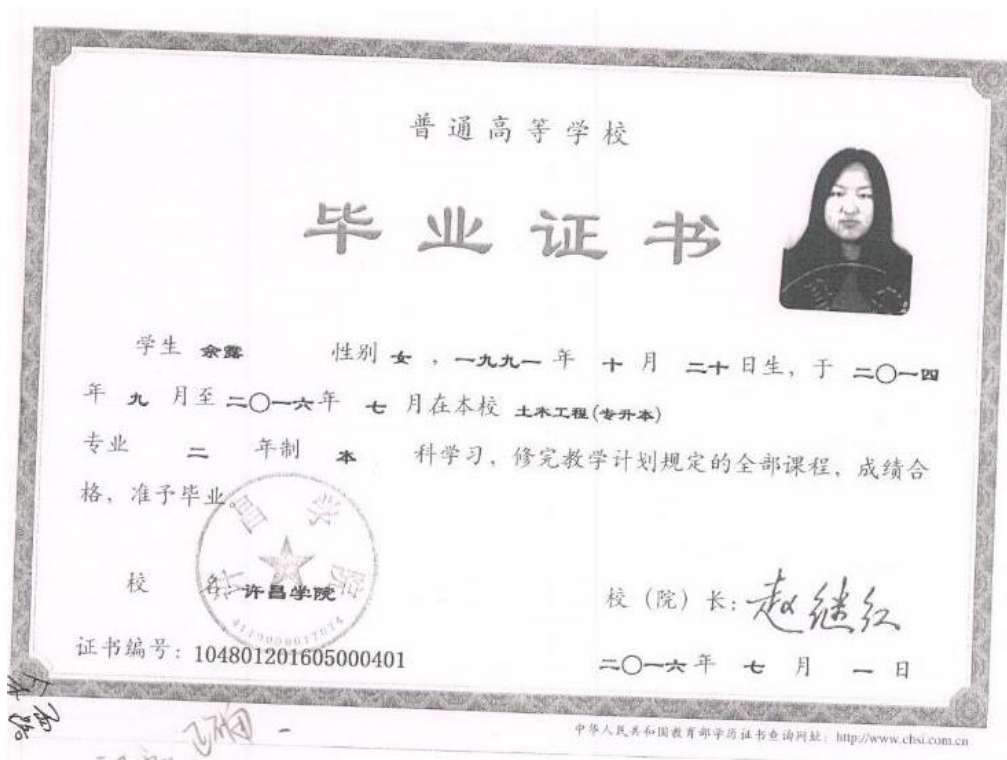 普通高等学校
毕业证书
学生 余露 性别 女 ，一九九一 年 十 月 二十 日生，于 二〇一四
年 九 月至 二〇一六 年 七 月在本校 土木工程(专升本)
专业 二 年制 本 科学习，修完教学计划规定的全部课程，成绩合
格，准予毕业。
许昌学院
校 名：许昌学院
校（院）长：赵继红
证书编号：104801201605000401
二〇一六 年 七 月 一 日
中华人民共和国教育部学历证书查询网址：http://www.chsi.com.cn